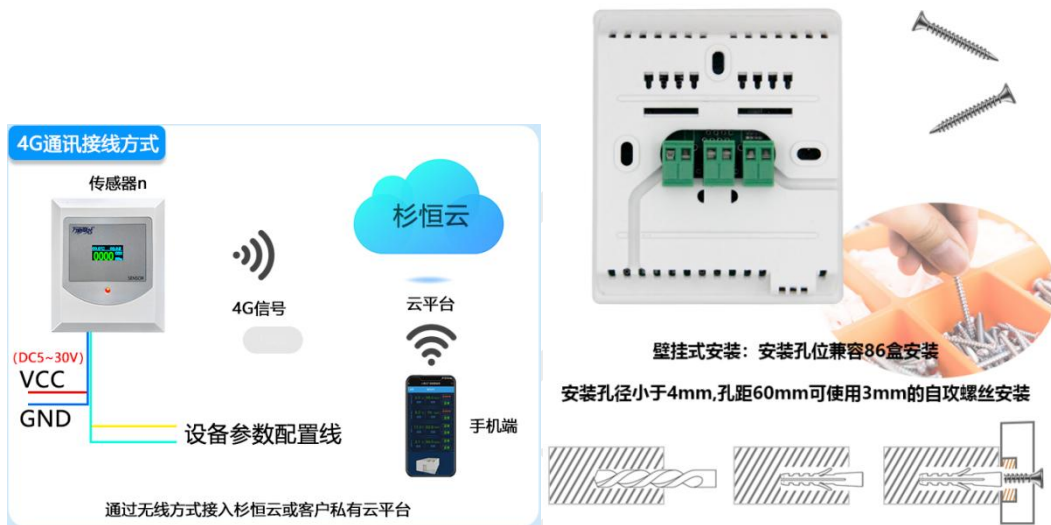 4G通讯接线方式
传感器n
SENSOR
(DC5~30V)
VCC
GND
4G信号
杉恒云
云平台
手机端
设备参数配置线
通过无线方式接入杉恒云或客户私有云平台
壁挂式安装：安装孔位兼容86盒安装
安装孔径小于4mm,孔距60mm可使用3mm的自攻螺丝安装